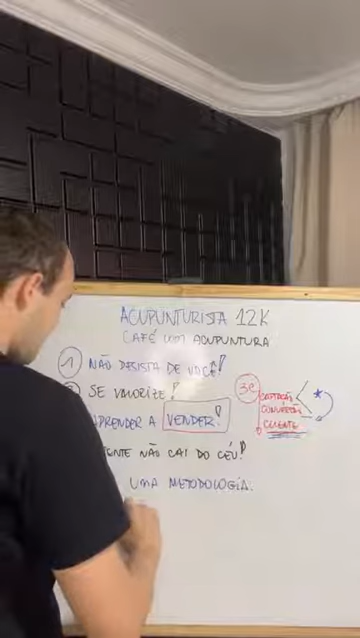 ACUPUNTURISTA 12K
CAFÉ COM ACUPUNTURA
1 NÃO DESISTA DE VOCÊ!
SE VALORIZE!
APRENDER A VENDER!
3C
CAPTAÇÃO
CONVERSÃO
CLIENTE
NÃO CAI DO CÉU!
UMA METODOLOGIA.